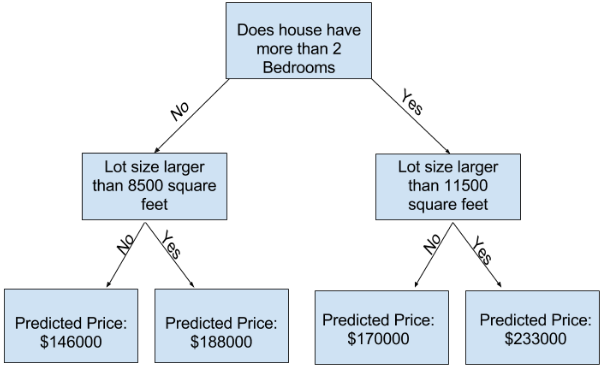 Does house have
more than 2
Bedrooms
No
Yes
Lot size larger
than 8500 square
feet
Lot size larger
than 11500
square feet
No
Yes
No
Yes
Predicted Price:
$146000
Predicted Price:
$188000
Predicted Price:
$170000
Predicted Price:
$233000